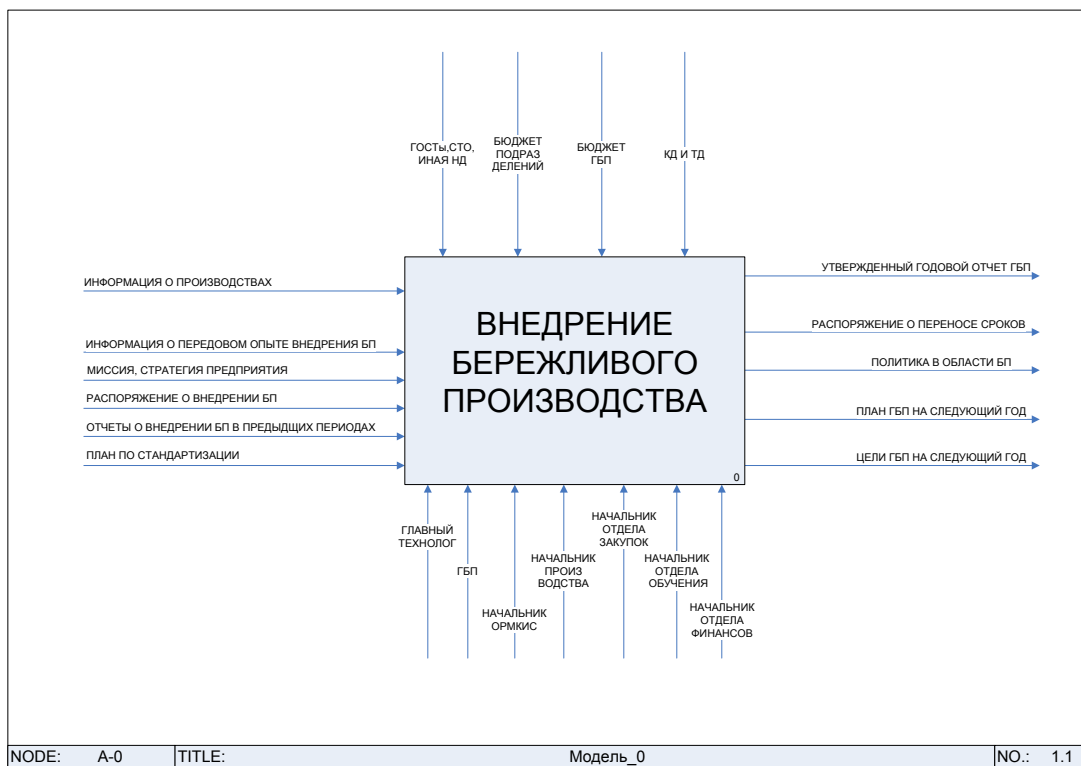 ГОСТы,СТО,
ИНАЯ НД
БЮДЖЕТ
ПОДРАЗ
ДЕЛЕНИЙ
БЮДЖЕТ
ГБП
КД И ТД
ИНФОРМАЦИЯ О ПРОИЗВОДСТВАХ
ИНФОРМАЦИЯ О ПЕРЕДОВОМ ОПЫТЕ ВНЕДРЕНИЯ БП
МИССИЯ, СТРАТЕГИЯ ПРЕДПРИЯТИЯ
РАСПОРЯЖЕНИЕ О ВНЕДРЕНИИ БП
ОТЧЕТЫ О ВНЕДРЕНИИ БП В ПРЕДЫДЩИХ ПЕРИОДАХ
ПЛАН ПО СТАНДАРТИЗАЦИИ
ВНЕДРЕНИЕ
БЕРЕЖЛИВОГО
ПРОИЗВОДСТВА
0
УТВЕРЖДЕННЫЙ ГОДОВОЙ ОТЧЕТ ГБП
РАСПОРЯЖЕНИЕ О ПЕРЕНОСЕ СРОКОВ
ПОЛИТИКА В ОБЛАСТИ БП
ПЛАН ГБП НА СЛЕДУЮЩИЙ ГОД
ЦЕЛИ ГБП НА СЛЕДУЮЩИЙ ГОД
ГЛАВНЫЙ
ТЕХНОЛОГ
ГБП
НАЧАЛЬНИК
ОРМКИС
НАЧАЛЬНИК
ПРОИЗ
ВОДСТВА
НАЧАЛЬНИК
ОТДЕЛА
ЗАКУПОК
НАЧАЛЬНИК
ОТДЕЛА
ОБУЧЕНИЯ
НАЧАЛЬНИК
ОТДЕЛА
ФИНАНСОВ
NODE: A-0 TITLE: Модель_0 NO.: 1.1